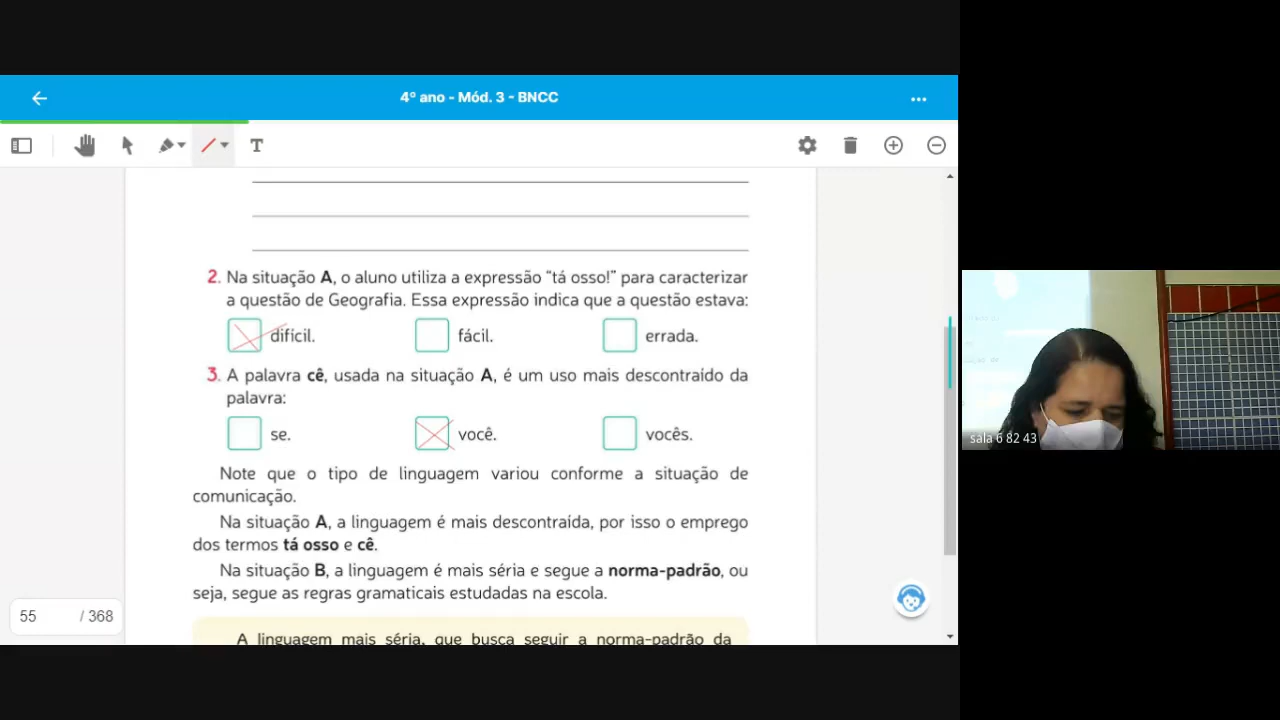 4º ano - Mód. 3 - BNCC
T
2. Na situação A, o aluno utiliza a expressão “tá osso!” para caracterizar
a questão de Geografia. Essa expressão indica que a questão estava:
difícil. fácil. errada.
3. A palavra cê, usada na situação A, é um uso mais descontraído da
palavra:
se. você. vocês.
Note que o tipo de linguagem variou conforme a situação de
comunicação.
Na situação A, a linguagem é mais descontraída, por isso o emprego
dos termos tá osso e cê.
Na situação B, a linguagem é mais séria e segue a norma-padrão, ou
seja, segue as regras gramaticais estudadas na escola.
A linguagem mais séria, que busca seguir a norma-padrão da
55 / 368
sala 6 82 43